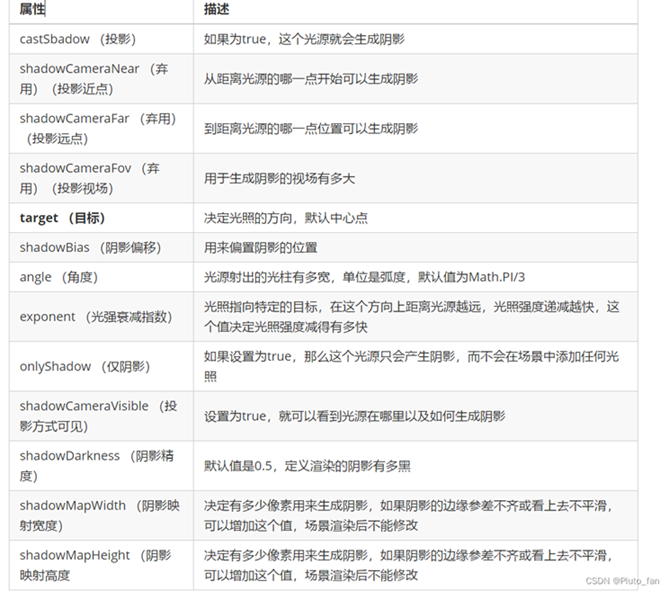 属性 描述
castSbadow （投影） 如果为true，这个光源就会生成阴影
shadowCameraNear （弃
用）（投影近点） 从距离光源的哪一点开始可以生成阴影
shadowCameraFar （弃用）
（投影远点） 到距离光源的哪一点位置可以生成阴影
shadowCameraFov （弃
用）（投影视场） 用于生成阴影的视场有多大
target （目标） 决定光照的方向，默认中心点
shadowBias （阴影偏移） 用来偏置阴影的位置
angle （角度） 光源射出的光柱有多宽，单位是弧度，默认值为Math.PI/3
exponent （光强衰减指数） 光照指向特定的目标，在这个方向上距离光源越远，光照强度递减越快，这
个值决定光照强度减得有多快
onlyShadow （仅阴影） 如果设置为true，那么这个光源只会产生阴影，而不会在场景中添加任何光
照
shadowCameraVisible （投
影方式可见） 设置为true，就可以看到光源在哪里以及如何生成阴影
shadowDarkness （阴影精
度） 默认值是0.5，定义渲染的阴影有多黑
shadowMapWidth （阴影映
射宽度） 决定有多少像素用来生成阴影，如果阴影的边缘参差不齐或看上去不平滑，
可以增加这个值，场景渲染后不能修改
shadowMapHeight （阴影
映射高度 决定有多少像素用来生成阴影，如果阴影的边缘参差不齐或看上去不平滑，
可以增加这个值，场景渲染后不能修改
CSDN @Pluto_fan